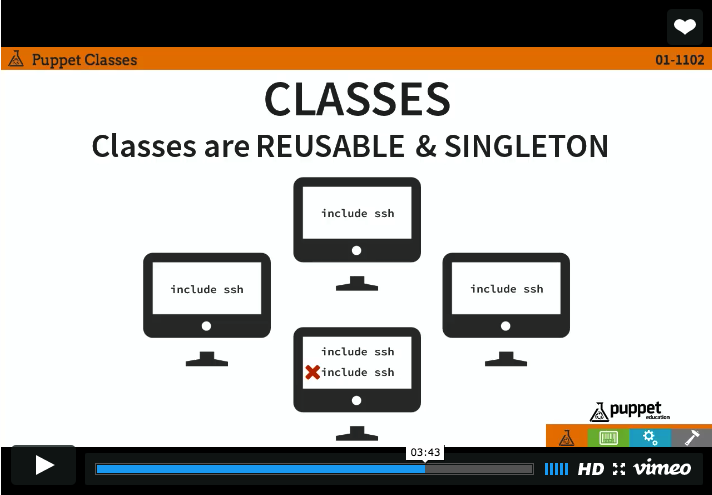 Puppet Classes
01-1102
CLASSES
Classes are REUSABLE & SINGLETON
include ssh
include ssh
include ssh
include ssh
include ssh
puppet
education
03:43
HD
vimeo